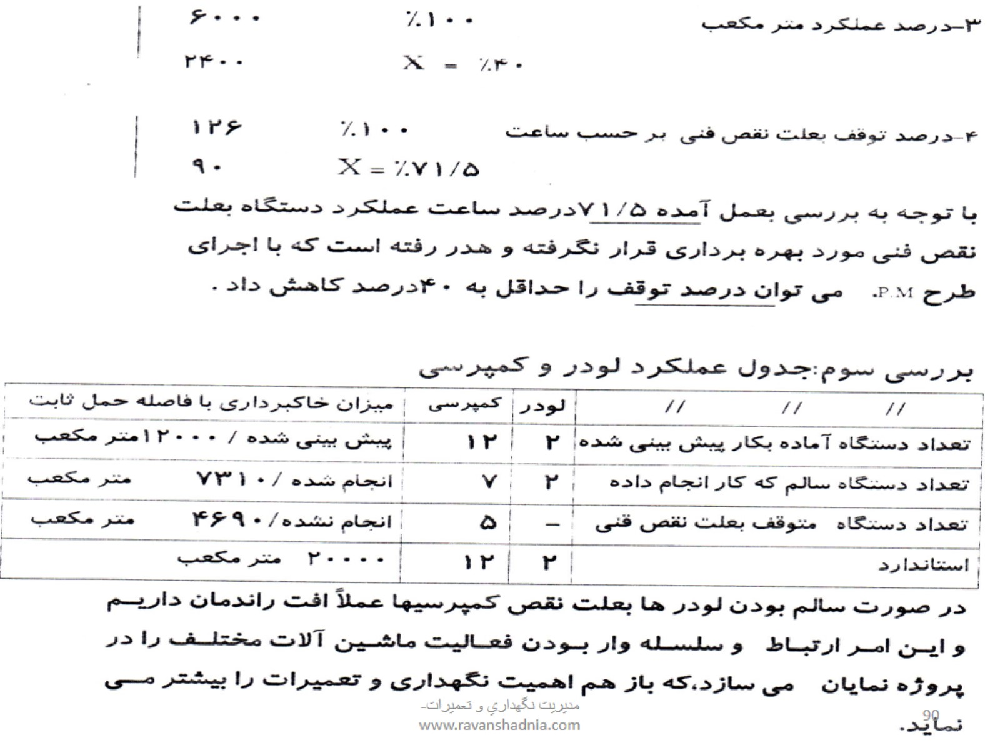 ۳-درصد عملکرد متر مکعب ٪۱۰۰ ۶۰۰۰
X = ٪۴۰ ۲۴۰۰
۴-درصد توقف بعلت نقص فنی بر حسب ساعت ٪۱۰۰ ۱۲۶
X = ٪۷۱/۵ ۹۰
با توجه به بررسی بعمل آمده ۷۱/۵درصد ساعت عملکرد دستگاه بعلت
نقص فنی مورد بهره برداری قرار نگرفته و هدر رفته است که با اجرای
طرح P.M. می توان درصد توقف را حداقل به ۴۰درصد کاهش داد .
بررسی سوم:جدول عملکرد لودر و کمپرسی
// // // لودر کمپرسی میزان خاکبرداری با فاصله حمل ثابت
تعداد دستگاه آماده بکار پیش بینی شده ۲ ۱۲ پیش بینی شده / ۱۲۰۰۰متر مکعب
تعداد دستگاه سالم که کار انجام داده ۲ ۷ انجام شده /۷۳۱۰ متر مکعب
تعداد دستگاه متوقف بعلت نقص قنی – ۵ انجام نشده/۴۶۹۰ متر مکعب
استاندارد ۲ ۱۲ ۲۰۰۰۰ متر مکعب
در صورت سالم بودن لودر ها بعلت نقص کمپرسیها عملاً افت راندمان داریم
و این امر ارتباط و سلسله وار بودن فعالیت ماشین آلات مختلف را در
پروژه نمایان می سازد،که باز هم اهمیت نگهداری و تعمیرات را بیشتر می
نماید.
مدیریت نگهداري و تعمیرات-
www.ravanshadnia.com
90